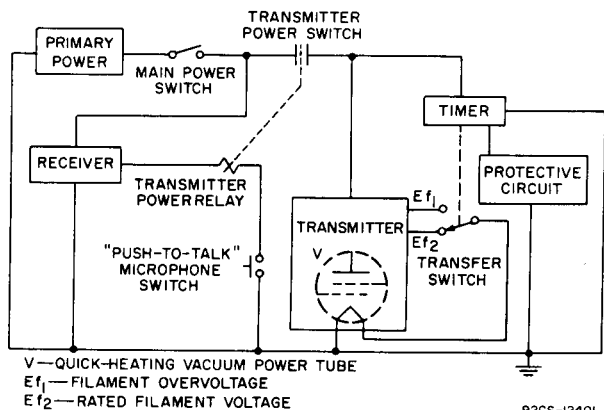 TRANSMITTER
POWER SWITCH
PRIMARY
POWER
MAIN POWER
SWITCH
TIMER
RECEIVER
TRANSMITTER
POWER RELAY
PROTECTIVE
CIRCUIT
Ef1
TRANSMITTER
Ef2
TRANSFER
SWITCH
V
"PUSH-TO-TALK"
MICROPHONE
SWITCH
V—QUICK-HEATING VACUUM POWER TUBE
Ef1—FILAMENT OVERVOLTAGE
Ef2—RATED FILAMENT VOLTAGE